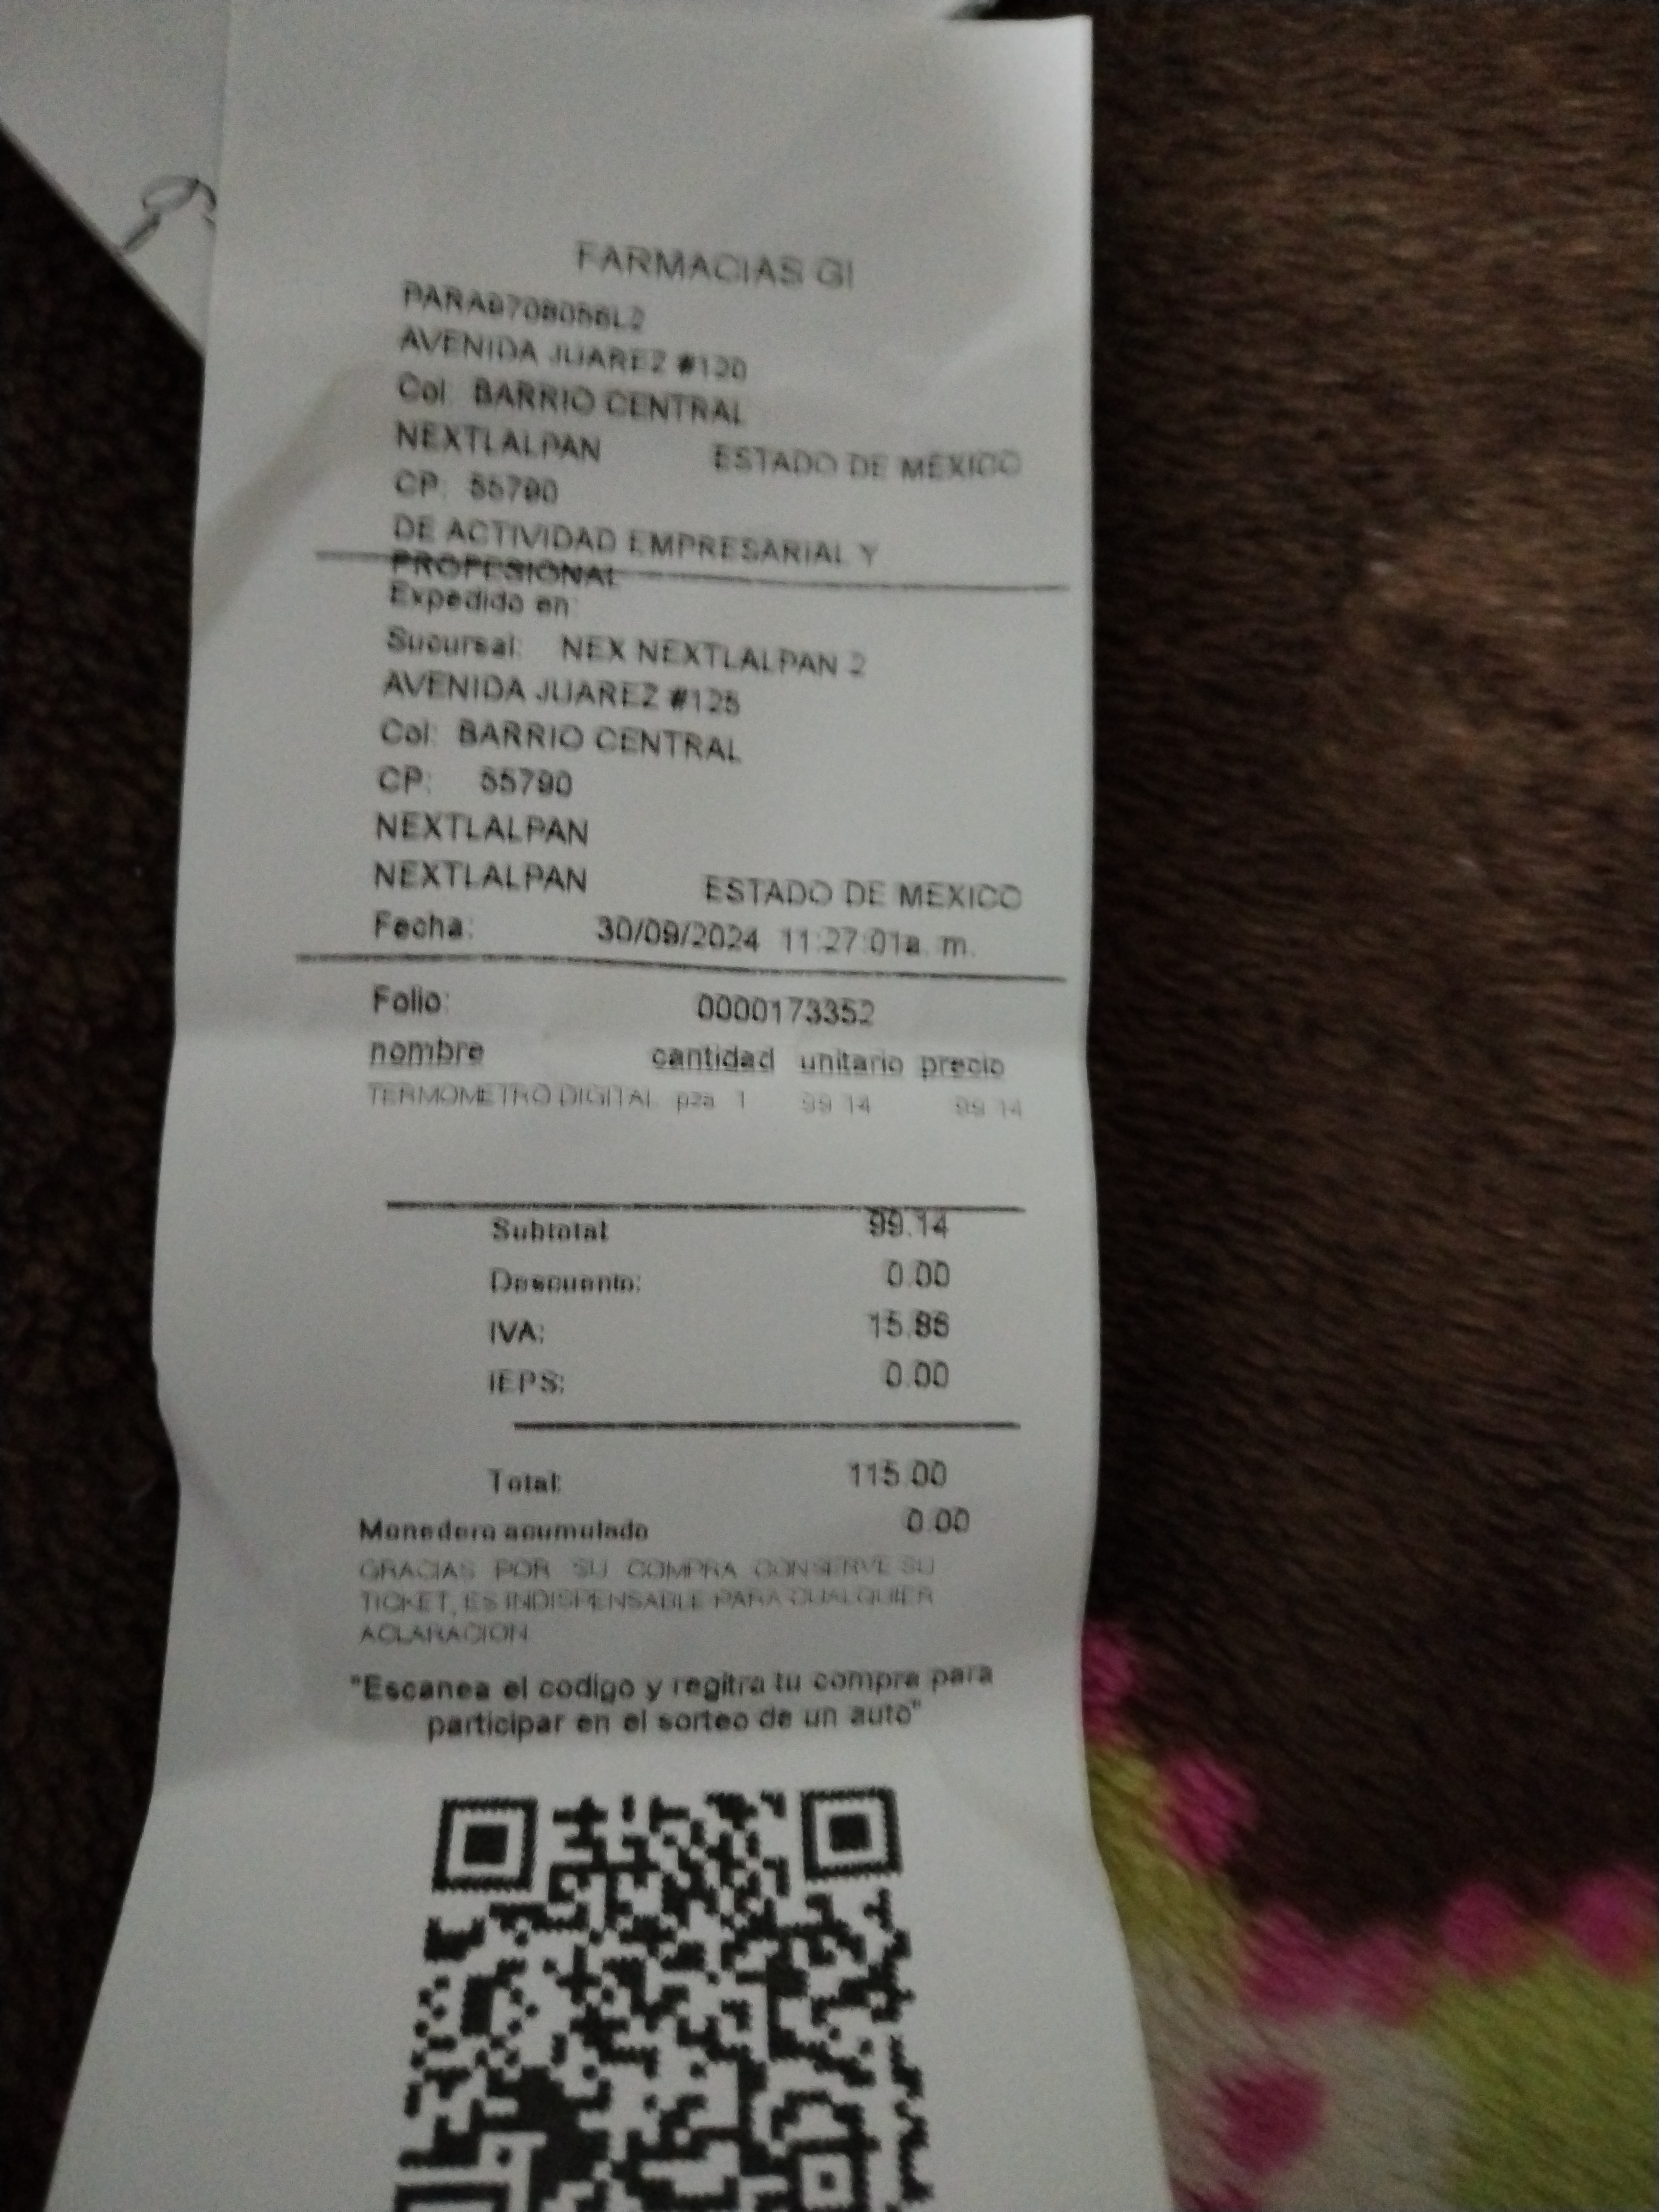 FARMACIAS GI
AVENIDA JUAREZ #120
Col: BARRIO CENTRAL
NEXTLALPAN ESTADO DE MEXICO
CP: 55790
DE ACTIVIDAD EMPRESARIAL Y
PROFESIONAL
Expedido en:
Sucursal: NEX NEXTLALPAN 2
AVENIDA JUAREZ #125
Col: BARRIO CENTRAL
CP: 55790
NEXTLALPAN
NEXTLALPAN ESTADO DE MEXICO
Fecha: 30/09/2024 11:27:01a. m.
Folio: 0000173352
nombre cantidad unitario precio
TERMOMETRO DIGITAL pza 1 99.14 99.14
Subtotal: 99.14
Descuento: 0.00
IVA: 15.86
IEPS: 0.00
Total: 115.00
Monedero acumulado 0.00
GRACIAS POR SU COMPRA CONSERVE SU
TICKET, ES INDISPENSABLE PARA CUALQUIER
ACLARACION
"Escanea el codigo y regitra tu compra para
participar en el sorteo de un auto"